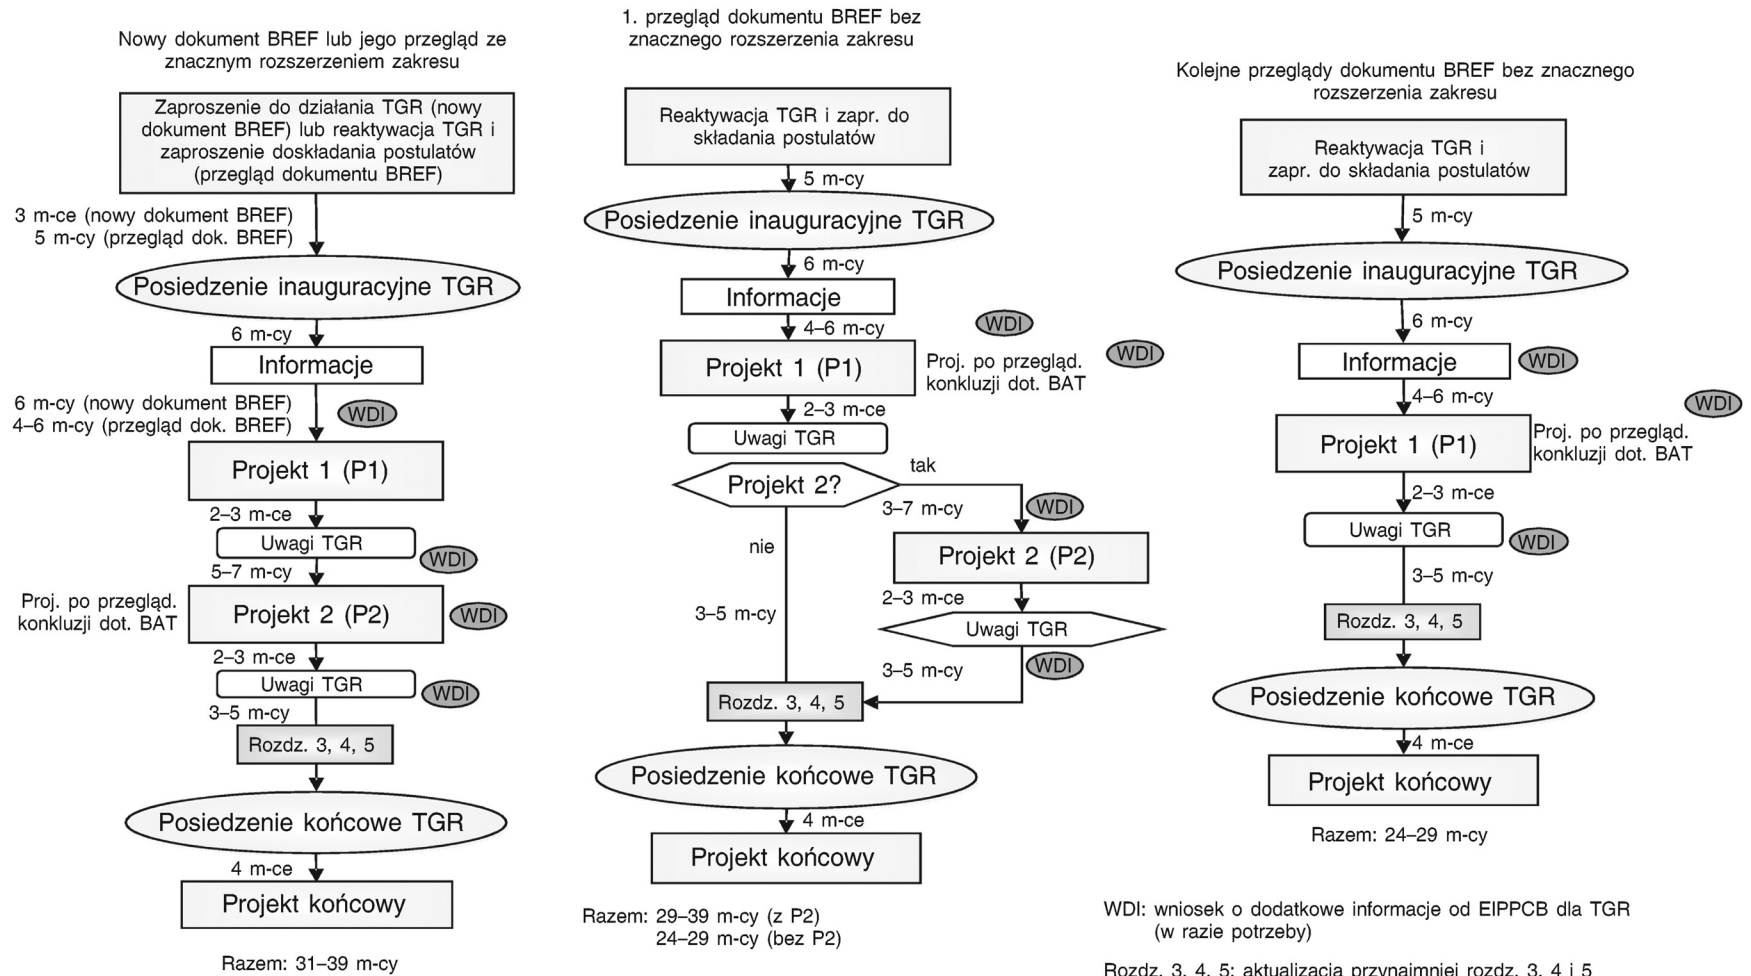 Nowy dokument BREF lub jego przegląd ze
znacznym rozszerzeniem zakresu
Zaproszenie do działania TGR (nowy
dokument BREF) lub reaktywacja TGR i
zaproszenie doskładania postulatów
(przegląd dokumentu BREF)
3 m-ce (nowy dokument BREF)
5 m-cy (przegląd dok. BREF)
Posiedzenie inauguracyjne TGR
6 m-cy
Informacje
6 m-cy (nowy dokument BREF)
4–6 m-cy (przegląd dok. BREF)
WDI
Projekt 1 (P1)
2–3 m-ce
Uwagi TGR
WDI
5–7 m-cy
Proj. po przegląd.
konkluzji dot. BAT
Projekt 2 (P2)
WDI
2–3 m-ce
Uwagi TGR
WDI
3–5 m-cy
Rozdz. 3, 4, 5
Posiedzenie końcowe TGR
4 m-ce
Projekt końcowy
Razem: 31–39 m-cy
1. przegląd dokumentu BREF bez
znacznego rozszerzenia zakresu
Reaktywacja TGR i zapr. do
składania postulatów
5 m-cy
Posiedzenie inauguracyjne TGR
6 m-cy
Informacje
WDI
4–6 m-cy
WDI
Projekt 1 (P1)
Proj. po przegląd.
konkluzji dot. BAT
2–3 m-ce
Uwagi TGR
tak
Projekt 2?
3–7 m-cy
WDI
nie
Projekt 2 (P2)
2–3 m-ce
3–5 m-cy
Uwagi TGR
3–5 m-cy
WDI
Rozdz. 3, 4, 5
Posiedzenie końcowe TGR
4 m-ce
Projekt końcowy
Razem: 29–39 m-cy (z P2)
24–29 m-cy (bez P2)
Kolejne przeglądy dokumentu BREF bez znacznego
rozszerzenia zakresu
Reaktywacja TGR i
zapr. do składania postulatów
5 m-cy
Posiedzenie inauguracyjne TGR
6 m-cy
Informacje
WDI
4–6 m-cy
WDI
Projekt 1 (P1)
Proj. po przegląd.
konkluzji dot. BAT
2–3 m-ce
Uwagi TGR
WDI
3–5 m-cy
Rozdz. 3, 4, 5
Posiedzenie końcowe TGR
4 m-ce
Projekt końcowy
Razem: 24–29 m-cy
WDI: wniosek o dodatkowe informacje od EIPPCB dla TGR
(w razie potrzeby)
Rozdz. 3, 4, 5: aktualizacja przynajmniej rozdz. 3, 4 i 5